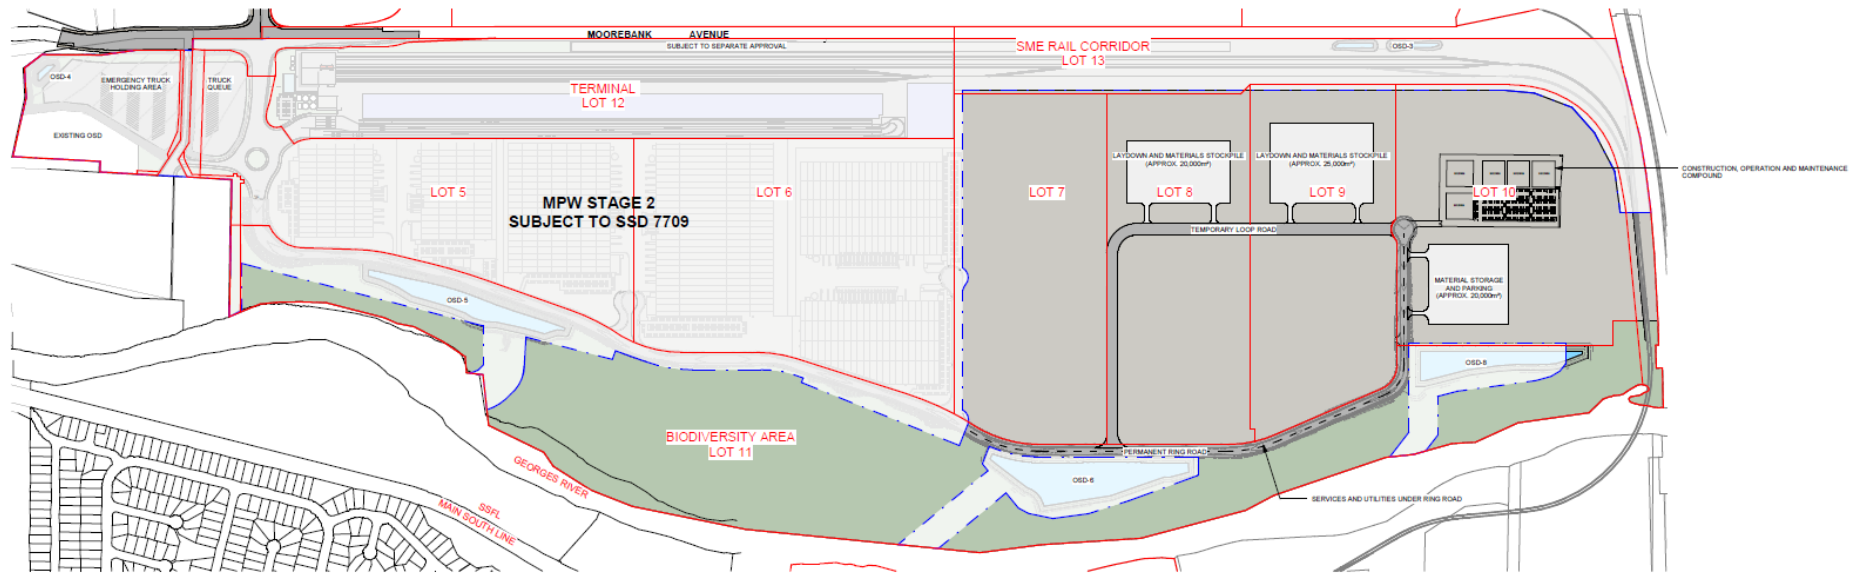 MOOREBANK AVENUE
SUBJECT TO SEPARATE APPROVAL
SME RAIL CORRIDOR
LOT 13
OSD-3
OSD-4
EMERGENCY TRUCK
HOLDING AREA
TRUCK
QUEUE
TERMINAL
LOT 12
EXISTING OSD
LAYDOWN AND MATERIALS STOCKPILE
(APPROX. 20,000m²)
LAYDOWN AND MATERIALS STOCKPILE
(APPROX. 25,000m²)
CONSTRUCTION, OPERATION AND MAINTENANCE
COMPOUND
LOT 5
LOT 6
LOT 7
LOT 8
LOT 9
LOT 10
MPW STAGE 2
SUBJECT TO SSD 7709
TEMPORARY LOOP ROAD
MATERIAL STORAGE
AND PARKING
(APPROX. 20,000m²)
OSD-5
OSD-8
BIODIVERSITY AREA
LOT 11
PERMANENT RING ROAD
GEORGES RIVER
OSD-6
SERVICES AND UTILITIES UNDER RING ROAD
SSFL
MAIN SOUTH LINE